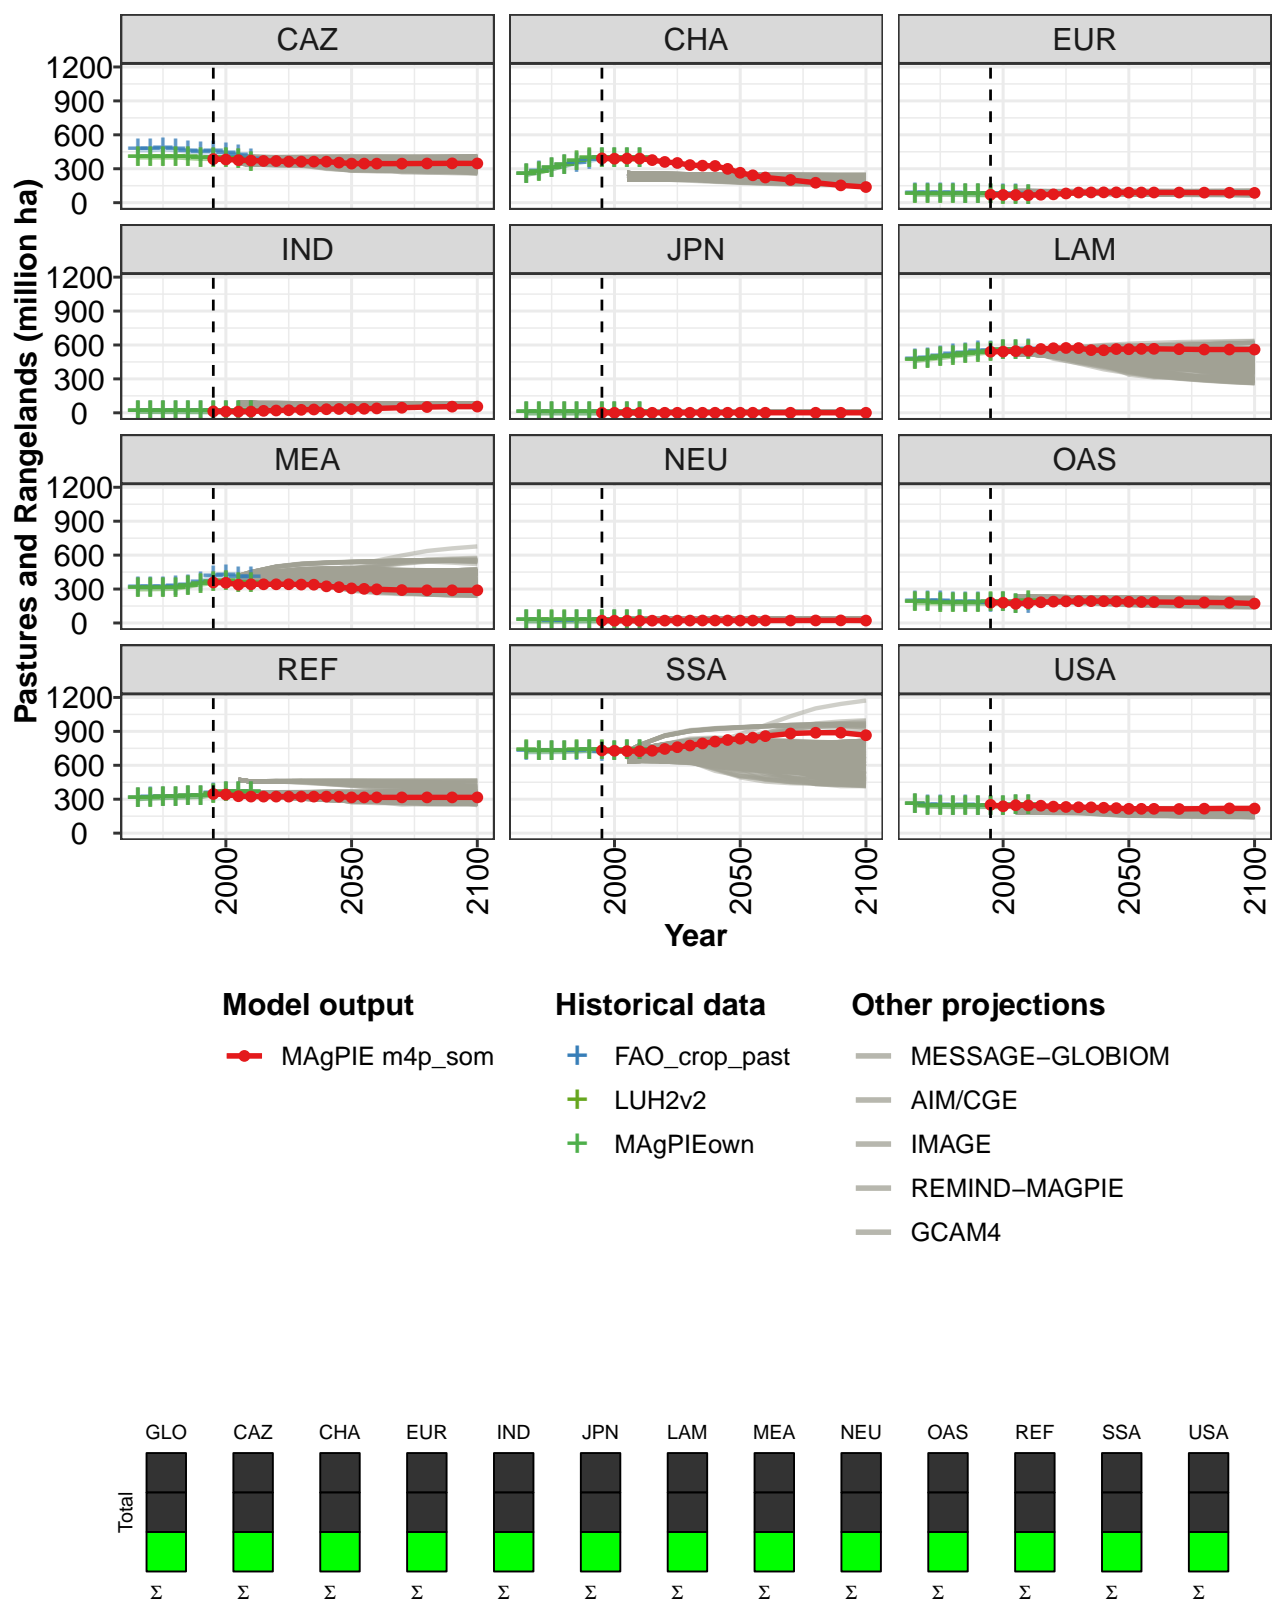 CAZ CHA EUR
1200
900
600
300
0
IND JPN LAM
1200
900
600
300
0
MEA NEU OAS
1200
900
600
300
0
REF SSA USA
1200
900
600
300
0
Pastures and Rangelands (million ha)
2000 2050 2100 2000 2050 2100 2000 2050 2100
Year
Model output Historical data Other projections
MAgPIE m4p_som FAO_crop_past MESSAGE−GLOBIOM
LUH2v2 AIM/CGE
MAgPIEown IMAGE
REMIND−MAGPIE
GCAM4
GLO CAZ CHA EUR IND JPN LAM MEA NEU OAS REF SSA USA
Total
Σ Σ Σ Σ Σ Σ Σ Σ Σ Σ Σ Σ Σ